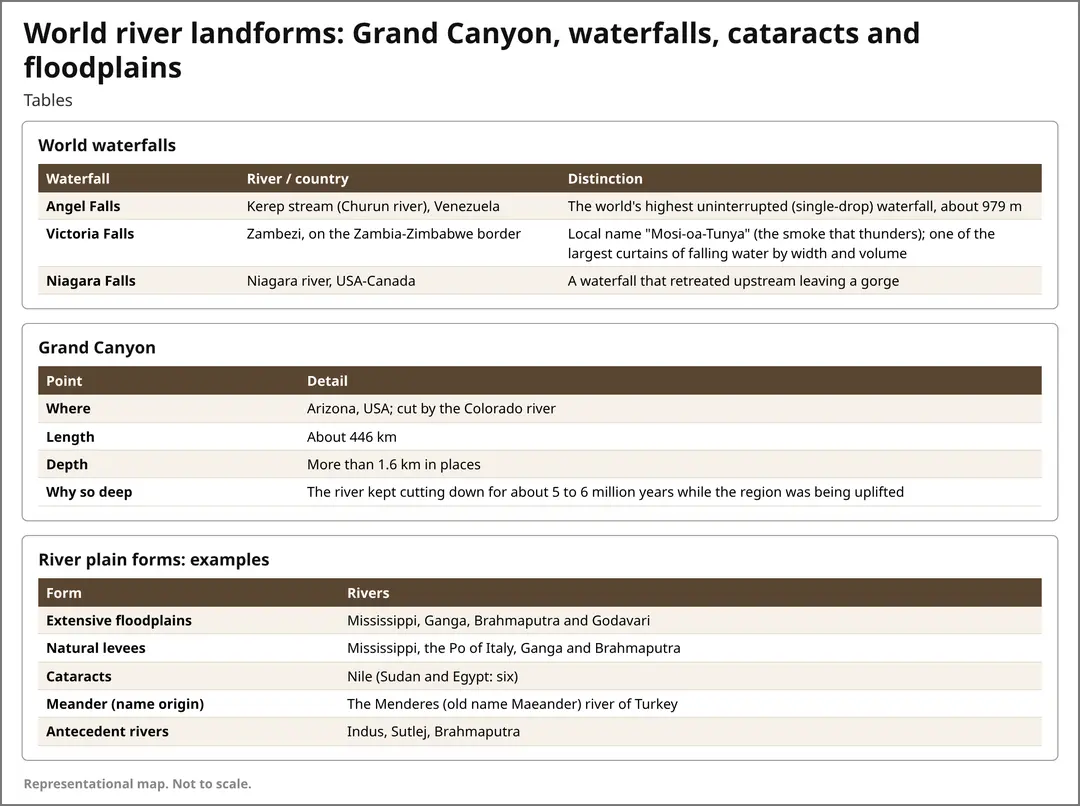 World river landforms: Grand Canyon, waterfalls, cataracts and
floodplains
Tables
World waterfalls
Waterfall River / country Distinction
Angel Falls Kerep stream (Churun river), Venezuela The world's highest uninterrupted (single-drop) waterfall, about 979 m
Victoria Falls Zambezi, on the Zambia-Zimbabwe border Local name "Mosi-oa-Tunya" (the smoke that thunders); one of the
largest curtains of falling water by width and volume
Niagara Falls Niagara river, USA-Canada A waterfall that retreated upstream leaving a gorge
Grand Canyon
Point Detail
Where Arizona, USA; cut by the Colorado river
Length About 446 km
Depth More than 1.6 km in places
Why so deep The river kept cutting down for about 5 to 6 million years while the region was being uplifted
River plain forms: examples
Form Rivers
Extensive floodplains Mississippi, Ganga, Brahmaputra and Godavari
Natural levees Mississippi, the Po of Italy, Ganga and Brahmaputra
Cataracts Nile (Sudan and Egypt: six)
Meander (name origin) The Menderes (old name Maeander) river of Turkey
Antecedent rivers Indus, Sutlej, Brahmaputra
Representational map. Not to scale.